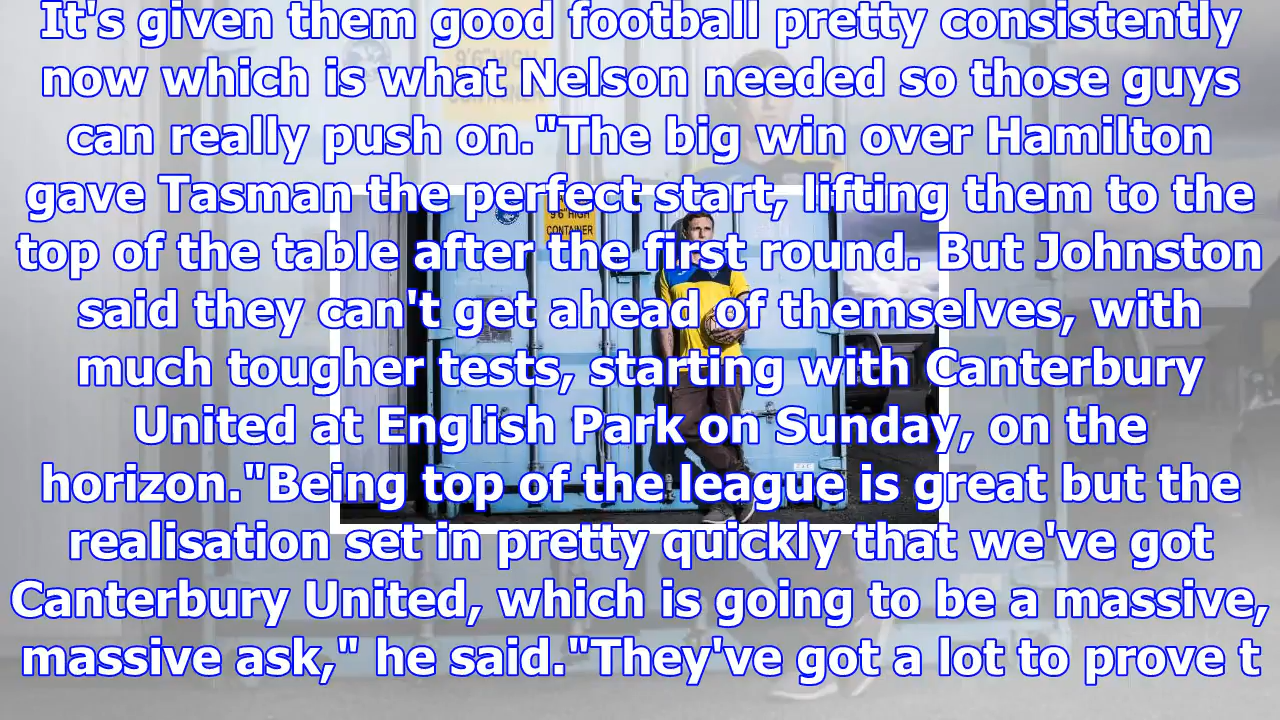 It's given them good football pretty consistently
now which is what Nelson needed so those guys
can really push on."The big win over Hamilton
gave Tasman the perfect start, lifting them to the
top of the table after the first round. But Johnston
said they can't get ahead of themselves, with
much tougher tests, starting with Canterbury
United at English Park on Sunday, on the
horizon."Being top of the league is great but the
realisation set in pretty quickly that we've got
Canterbury United, which is going to be a massive,
massive ask," he said."They've got a lot to prove t
9'6"HIGH
CONTAINER